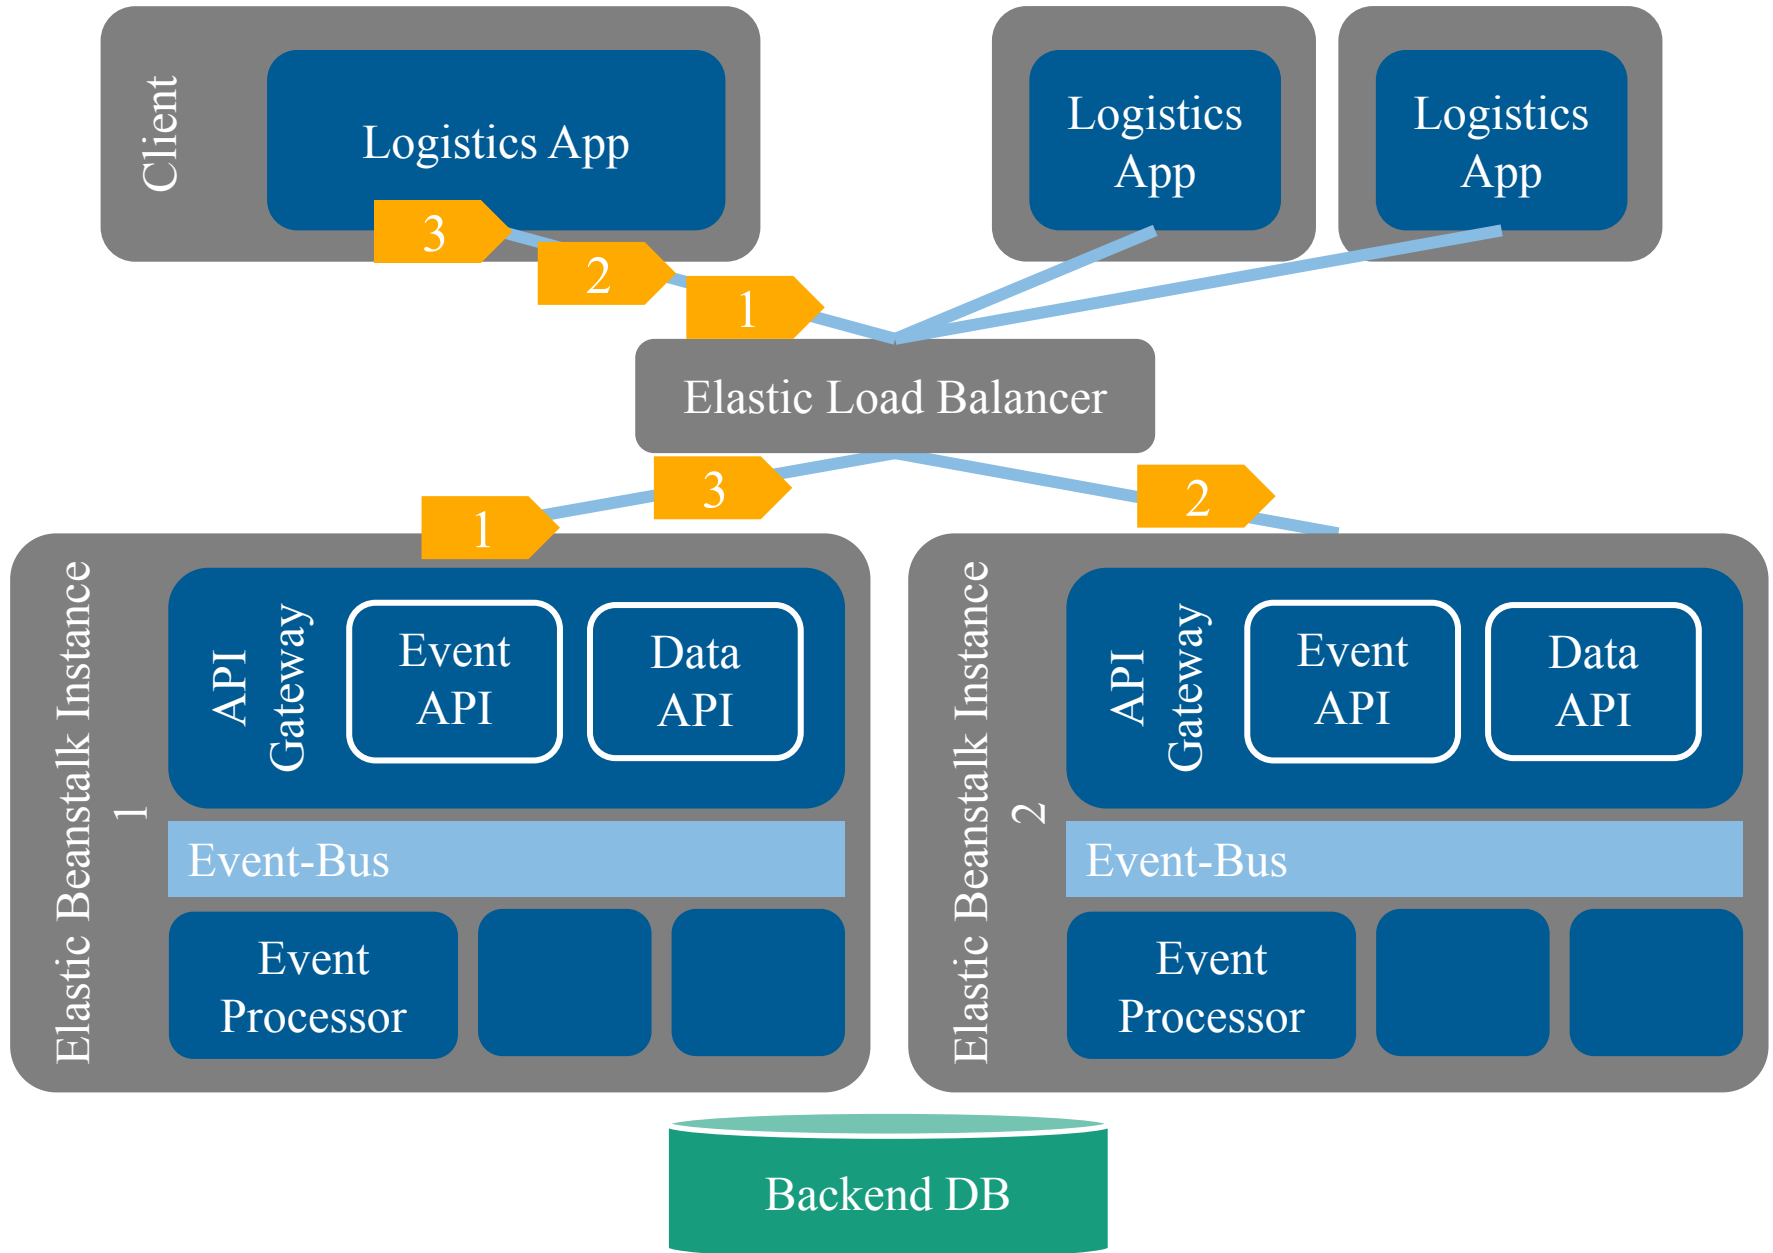 Client
Logistics App
Logistics
App
Logistics
App
3
2
1
Elastic Load Balancer
1
3
2
Elastic Beanstalk Instance
1
API
Gateway
Event
API
Data
API
Event-Bus
Event
Processor
Elastic Beanstalk Instance
2
API
Gateway
Event
API
Data
API
Event-Bus
Event
Processor
Backend DB